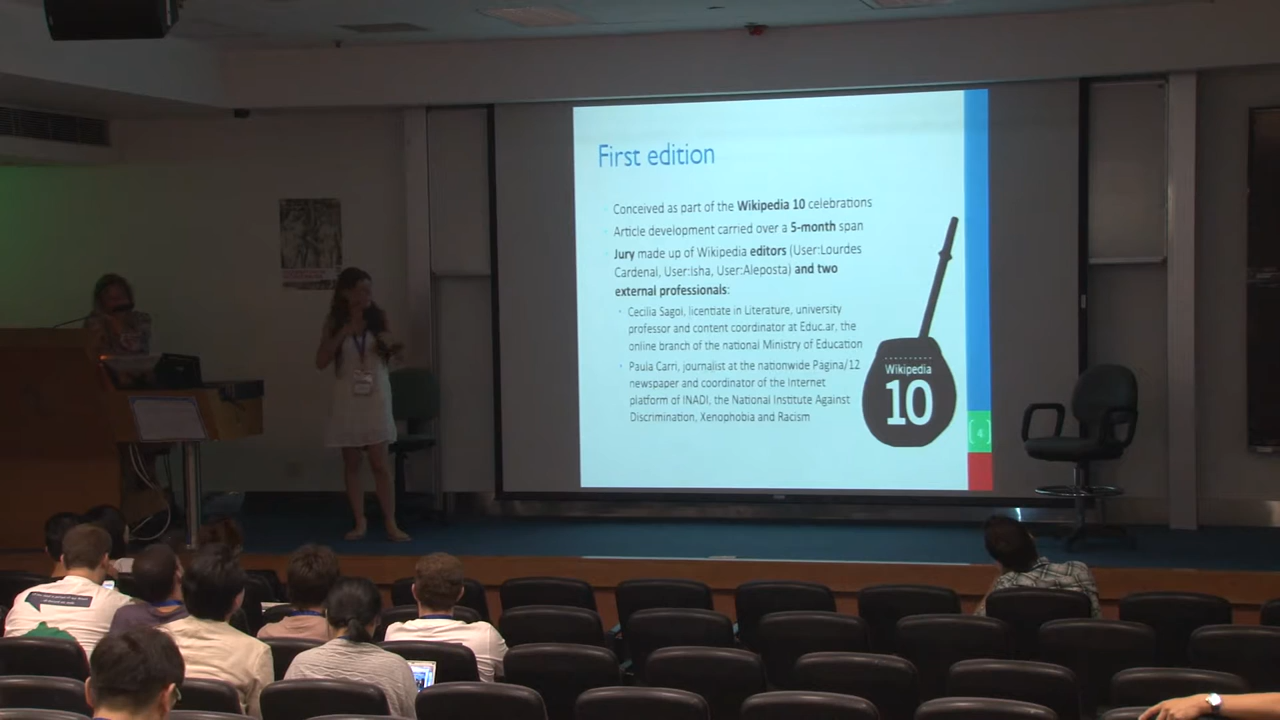 First edition
Conceived as part of the Wikipedia 10 celebrations
Article development carried over a 5-month span
Jury made up of Wikipedia editors (User:Lourdes
Cardenal, User:Isha, User:Aleposta) and two
external professionals:
Cecilia Sagol, licentiate in Literature, university
professor and content coordinator at Educ.ar, the
online branch of the national Ministry of Education
Paula Carri, journalist at the nationwide Pagina/12
newspaper and coordinator of the Internet
platform of INADI, the National Institute Against
Discrimination, Xenophobia and Racism
Wikipedia
10
[4]